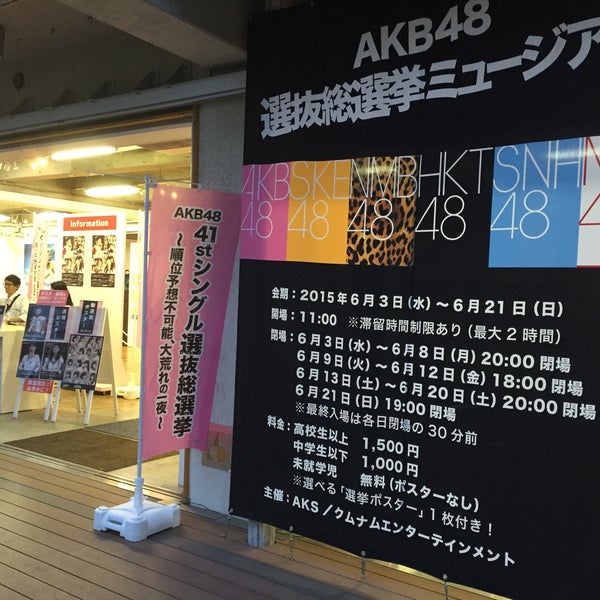 AKB48
選抜総選挙ミュージア
AKB 48
SKE 48
NMB 48
HKT 48
SNH 48
会期：2015年6月3日（水）～6月21日（日）
開場：11:00 ※滞留時間制限あり（最大2時間）
閉場：6月3日（水）～6月8日（月）20:00 閉場
6月9日（火）～6月12日（金）18:00 閉場
6月13日（土）～6月20日（土）20:00 閉場
6月21日（日）19:00 閉場
※最終入場は各日閉場の30分前
料金：高校生以上 1,500円
中学生以下 1,000円
未就学児 無料（ポスターなし）
※選べる「選挙ポスター」1枚付き！
主催：AKS／クムナムエンターテインメント
AKB48
41stシングル選抜総選挙
～順位予想不可能、大荒れの一夜～
Information